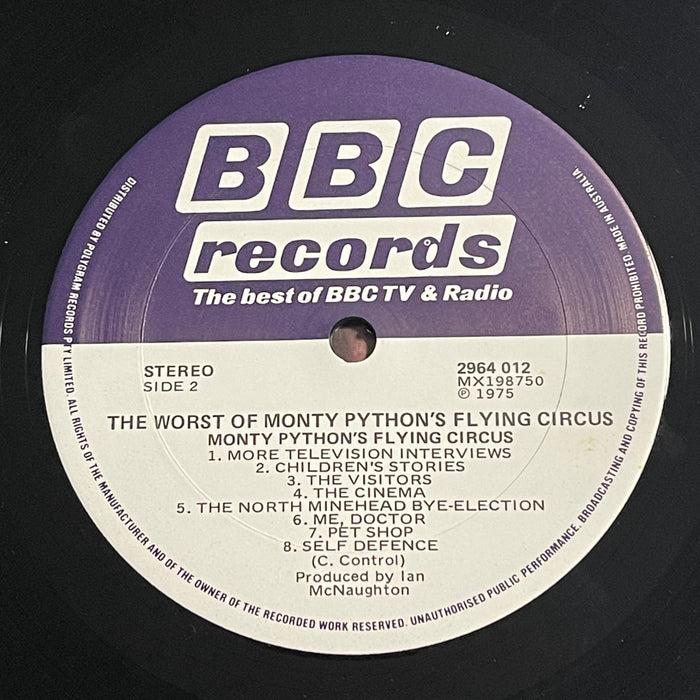 BBC
records
The best of BBC TV & Radio
STEREO
SIDE 2
2964 012
MX198750
℗ 1975
THE WORST OF MONTY PYTHON'S FLYING CIRCUS
MONTY PYTHON'S FLYING CIRCUS
1. MORE TELEVISION INTERVIEWS
2. CHILDREN'S STORIES
3. THE VISITORS
4. THE CINEMA
5. THE NORTH MINEHEAD BYE-ELECTION
6. ME, DOCTOR
7. PET SHOP
8. SELF DEFENCE
(C. Control)
Produced by Ian
McNaughton
DISTRIBUTED BY POLYGRAM RECORDS PTY LIMITED. ALL RIGHTS OF THE MANUFACTURER AND OF THE OWNER OF THE RECORDED WORK RESERVED. UNAUTHORISED PUBLIC PERFORMANCE, BROADCASTING AND COPYING OF THIS RECORD PROHIBITED. MADE IN AUSTRALIA.